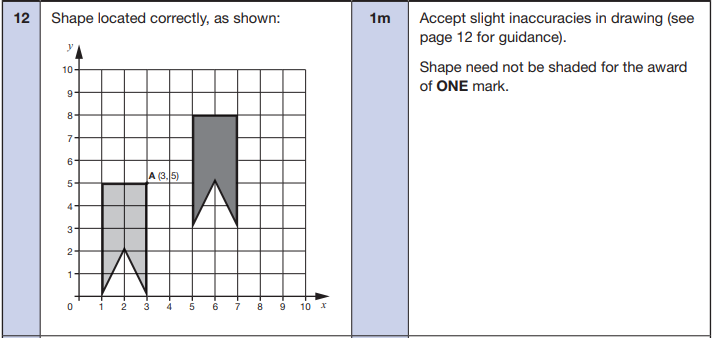 12
Shape located correctly, as shown:
y
10
9
8
7
6
5
4
3
2
1
A (3, 5)
0 1 2 3 4 5 6 7 8 9 10 x
1m
Accept slight inaccuracies in drawing (see
page 12 for guidance).
Shape need not be shaded for the award
of ONE mark.